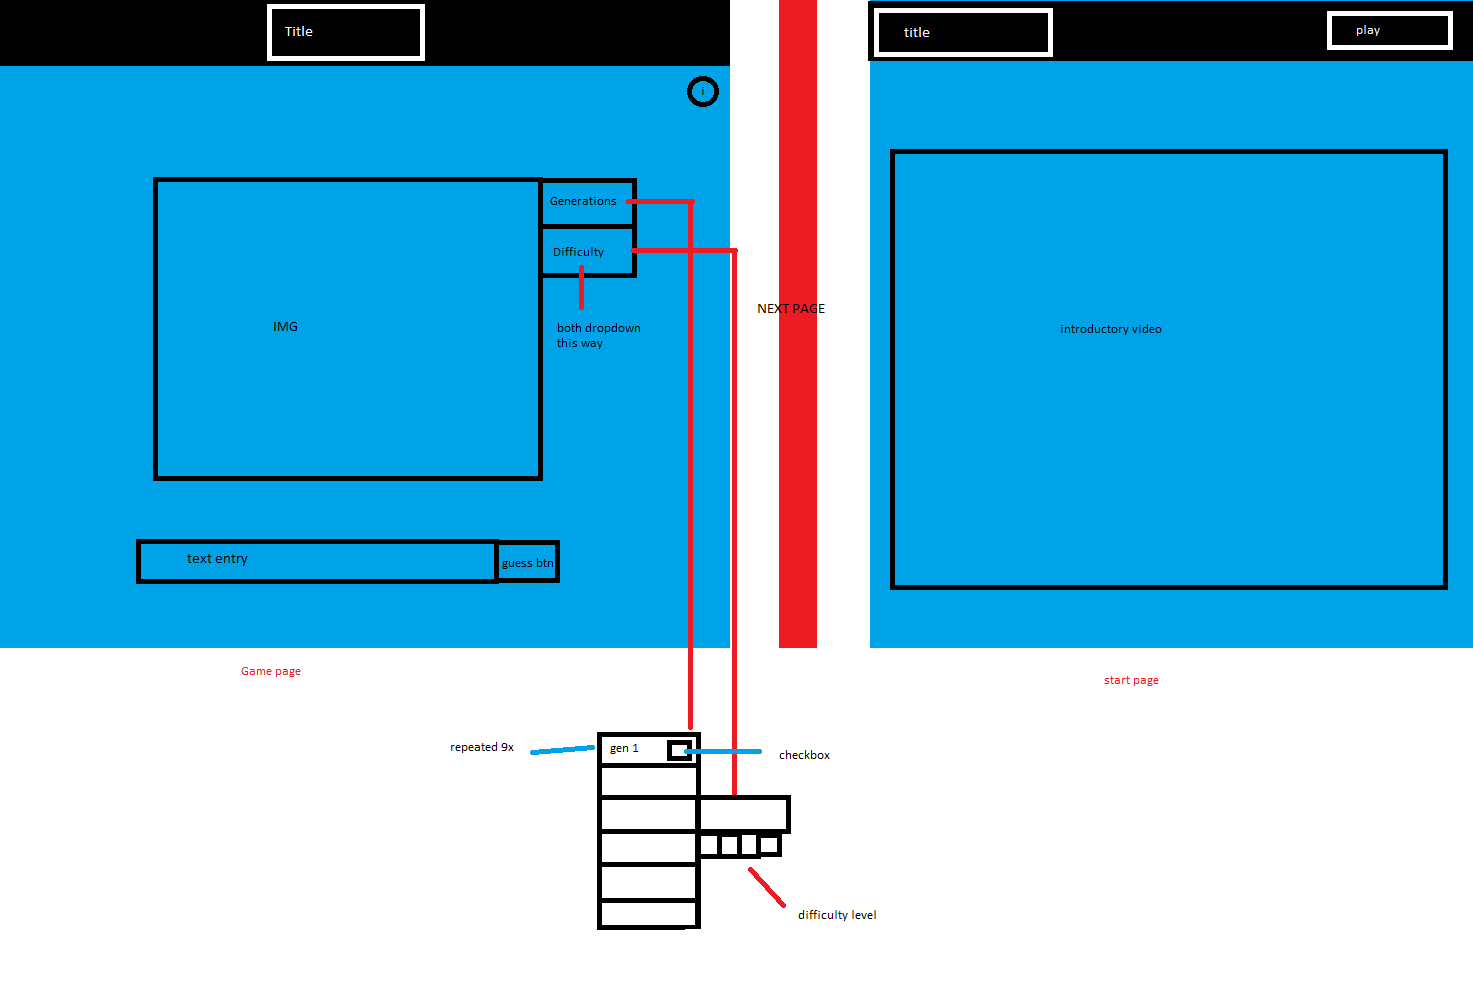 Title
i
Generations
Difficulty
both dropdown
this way
IMG
text entry
guess btn
Game page
NEXT PAGE
title
play
introductory video
start page
repeated 9x
gen 1
checkbox
difficulty level